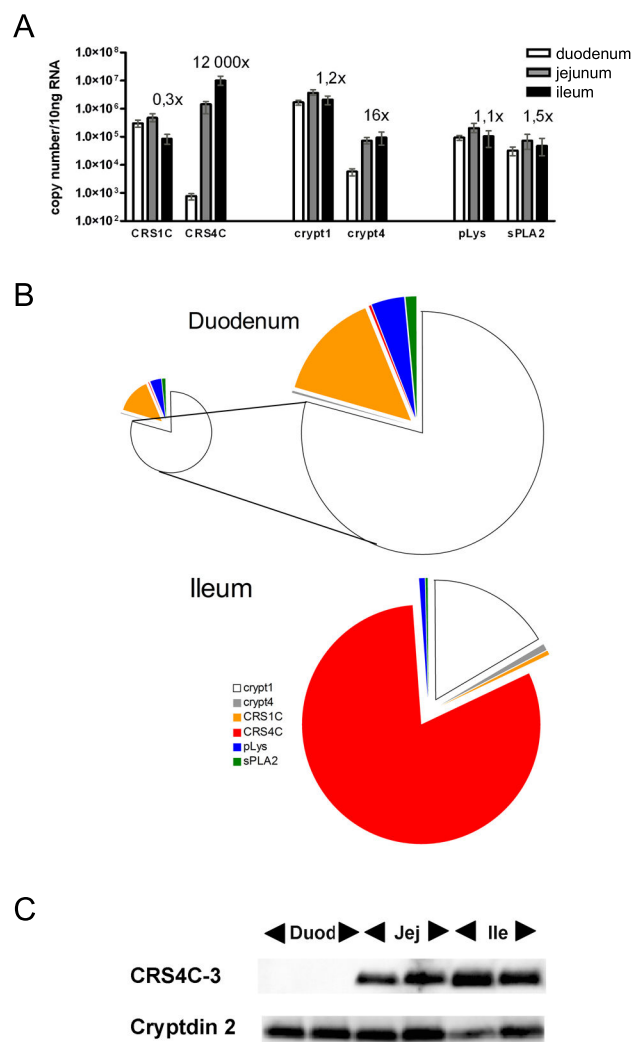 A
copy number/10ng RNA
1.0×10⁸
1.0×10⁷
1.0×10⁶
1.0×10⁵
1.0×10⁴
1.0×10³
1.0×10²
0,3x
12 000x
1,2x
16x
1,1x
1,5x
duodenum
jejunum
ileum
CRS1C CRS4C crypt1 crypt4 pLys sPLA2
B
Duodenum
Ileum
crypt1
crypt4
CRS1C
CRS4C
pLys
sPLA2
C
Duod Jej Ile
CRS4C-3
Cryptdin 2